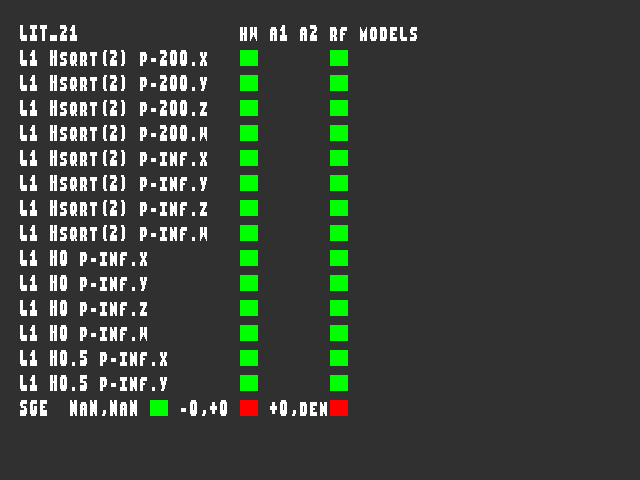 LIT_21 HW A1 A2 RF MODELS
L1 HSQRT(2) P-200.X
L1 HSQRT(2) P-200.Y
L1 HSQRT(2) P-200.Z
L1 HSQRT(2) P-200.W
L1 HSQRT(2) P-INF.X
L1 HSQRT(2) P-INF.Y
L1 HSQRT(2) P-INF.Z
L1 HSQRT(2) P-INF.W
L1 H0 P-INF.X
L1 H0 P-INF.Y
L1 H0 P-INF.Z
L1 H0 P-INF.W
L1 H0.5 P-INF.X
L1 H0.5 P-INF.Y
SGE NAN,NAN -0,+0 +0,DEN